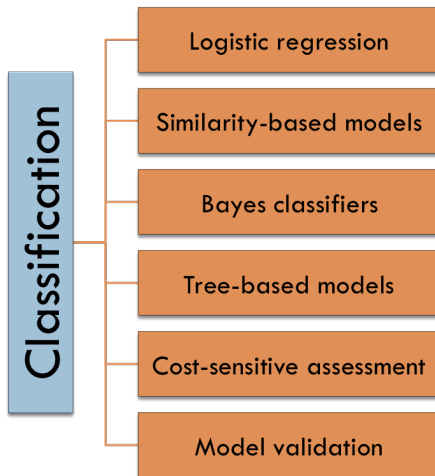 Classification
Logistic regression
Similarity-based models
Bayes classifiers
Tree-based models
Cost-sensitive assessment
Model validation